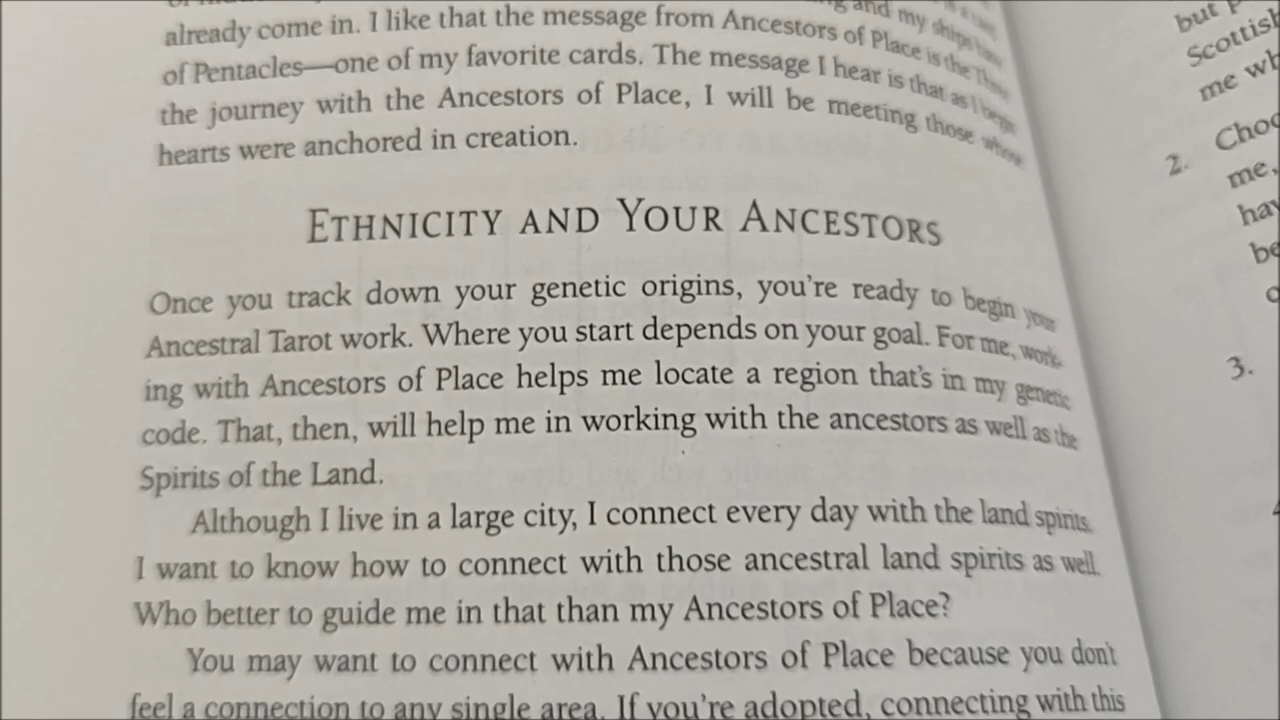 already come in. I like that the message from Ancestors of Place is the Three
of Pentacles—one of my favorite cards. The message I hear is that as I begin
the journey with the Ancestors of Place, I will be meeting those whose
hearts were anchored in creation.
ETHNICITY AND YOUR ANCESTORS
Once you track down your genetic origins, you're ready to begin your
Ancestral Tarot work. Where you start depends on your goal. For me, work-
ing with Ancestors of Place helps me locate a region that's in my genetic
code. That, then, will help me in working with the ancestors as well as the
Spirits of the Land.
Although I live in a large city, I connect every day with the land spirits.
I want to know how to connect with those ancestral land spirits as well.
Who better to guide me in that than my Ancestors of Place?
You may want to connect with Ancestors of Place because you don't
feel a connection to any single area. If you're adopted, connecting with this
but
Scottish
me
2.
me,
3.